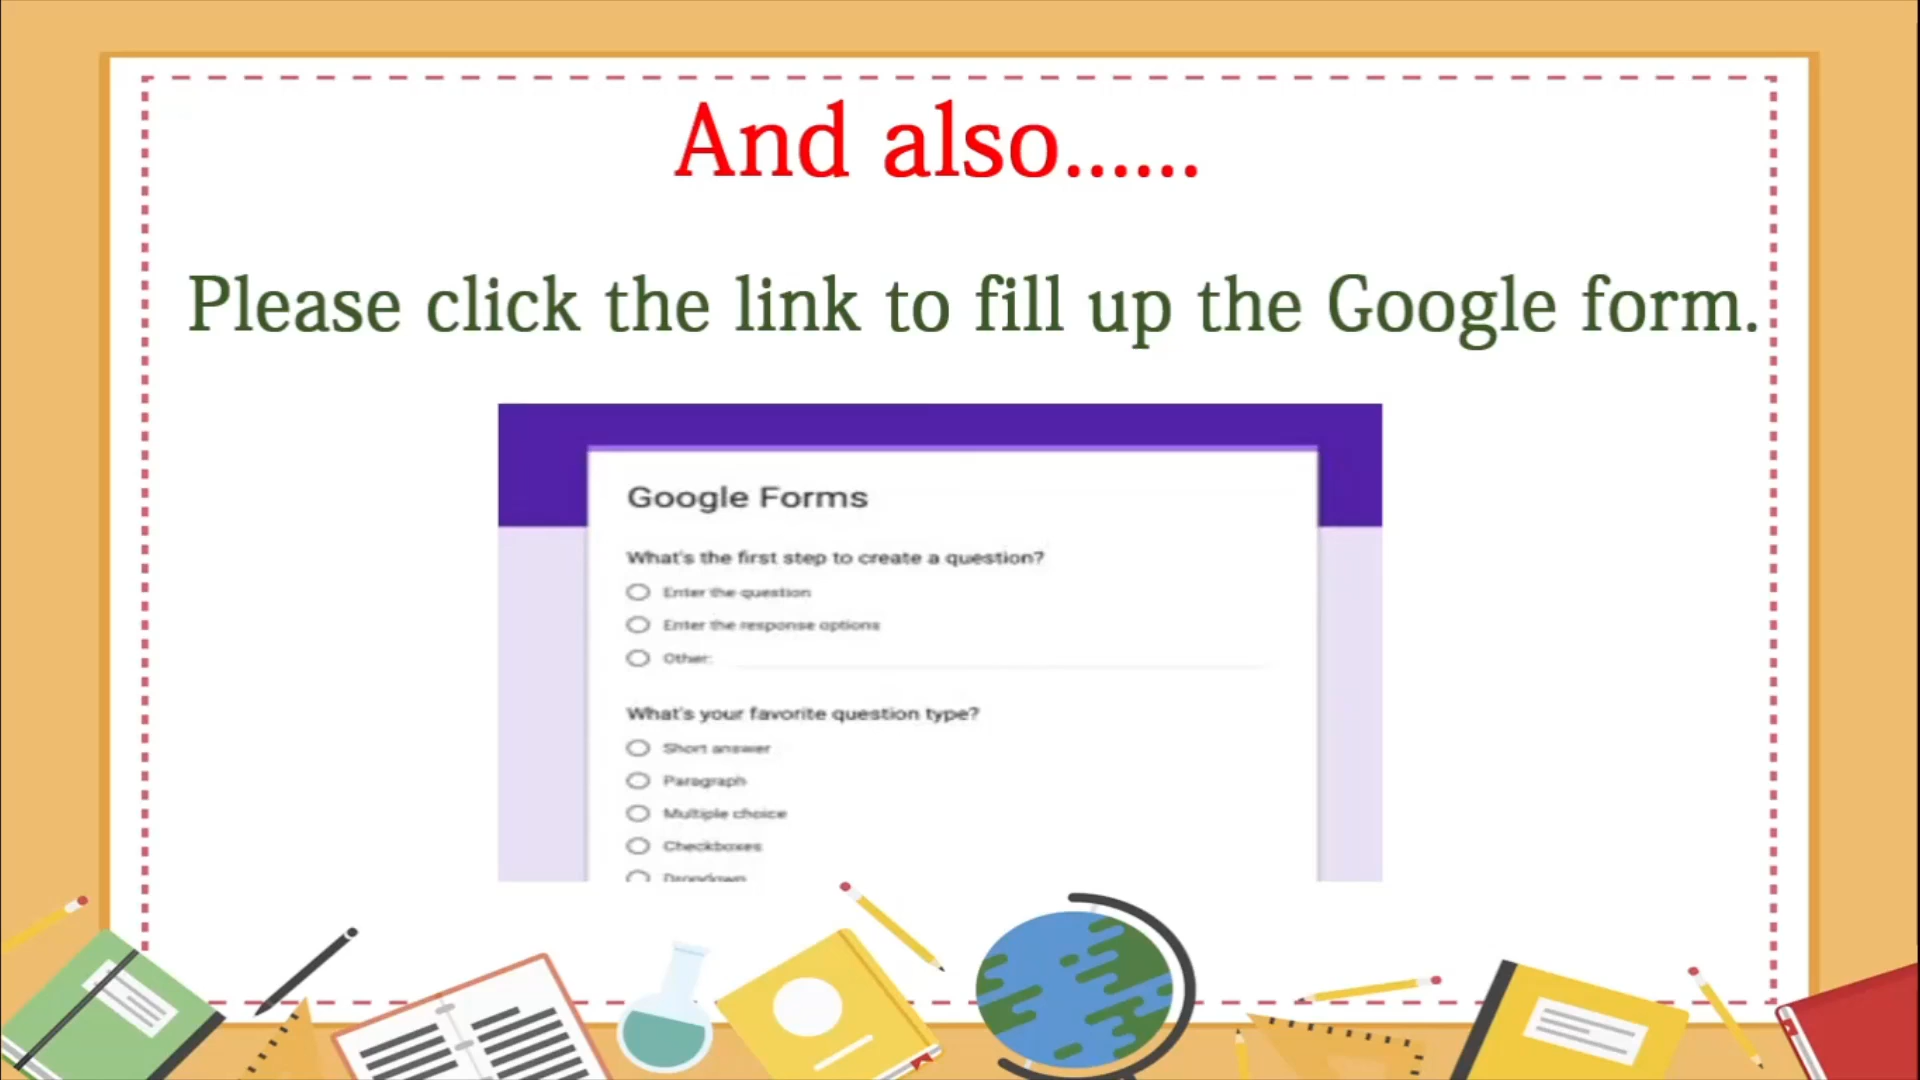 And also......
Please click the link to fill up the Google form.
Google Forms
What's the first step to create a question?
Enter the question
Enter the response options
Other:
What's your favorite question type?
Short answer
Paragraph
Multiple choice
Checkboxes
Dropdown